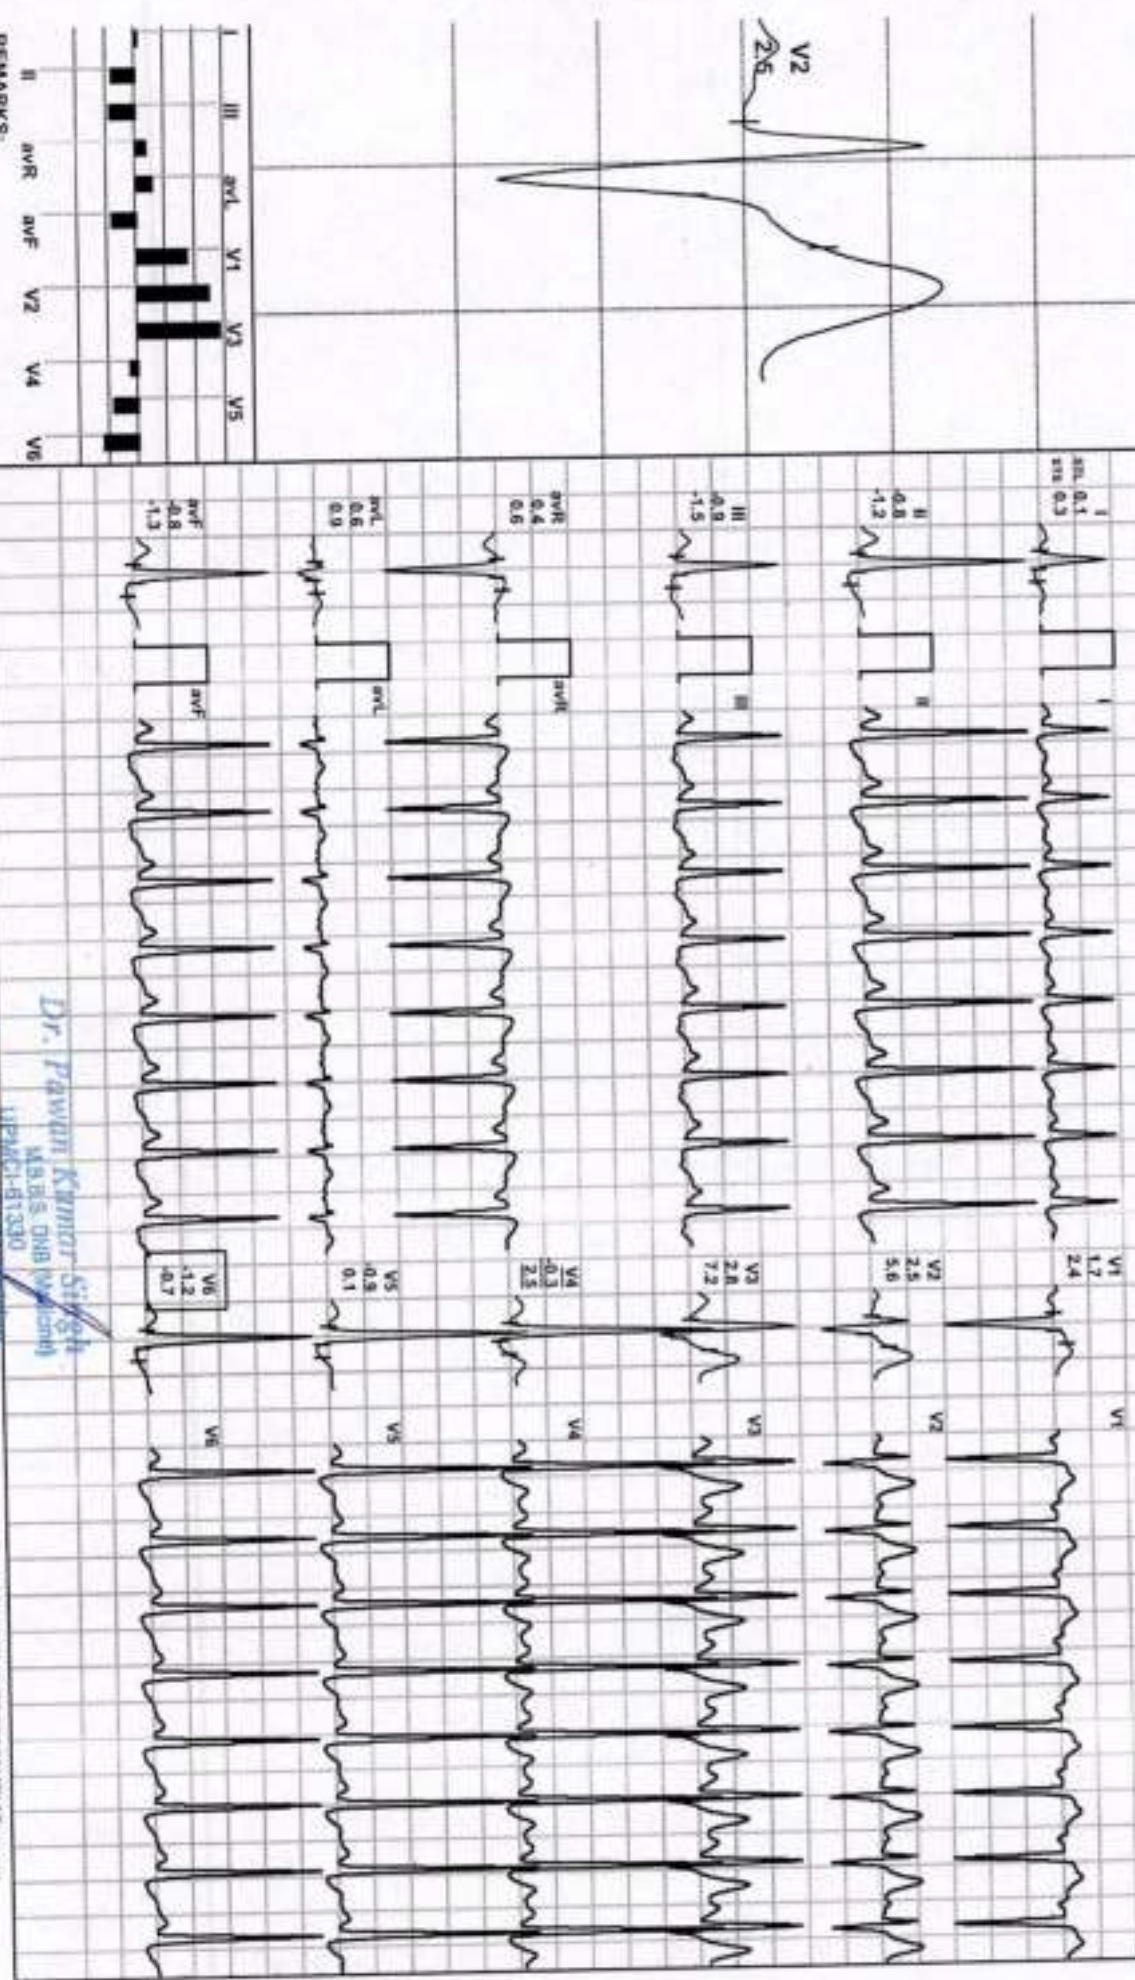 V2
2.5
I
II
III
avR
avL
avF
V1
V2
V3
V4
V5
V6
REMARKS:
I
STL 0.1
STS 0.3
I
II
-0.8
-1.2
II
III
-0.9
-1.5
III
avR
0.4
0.6
avR
avL
0.6
0.9
avL
avF
-0.8
-1.3
avF
V1
1.7
2.4
V1
V2
2.5
5.6
V2
V3
2.8
7.2
V3
V4
-0.3
2.5
V4
V5
-0.9
0.1
V5
V6
-1.2
-0.7
V6
Dr. Pawan Kumar Singh
M.B.B.S. DNB (Medicine)